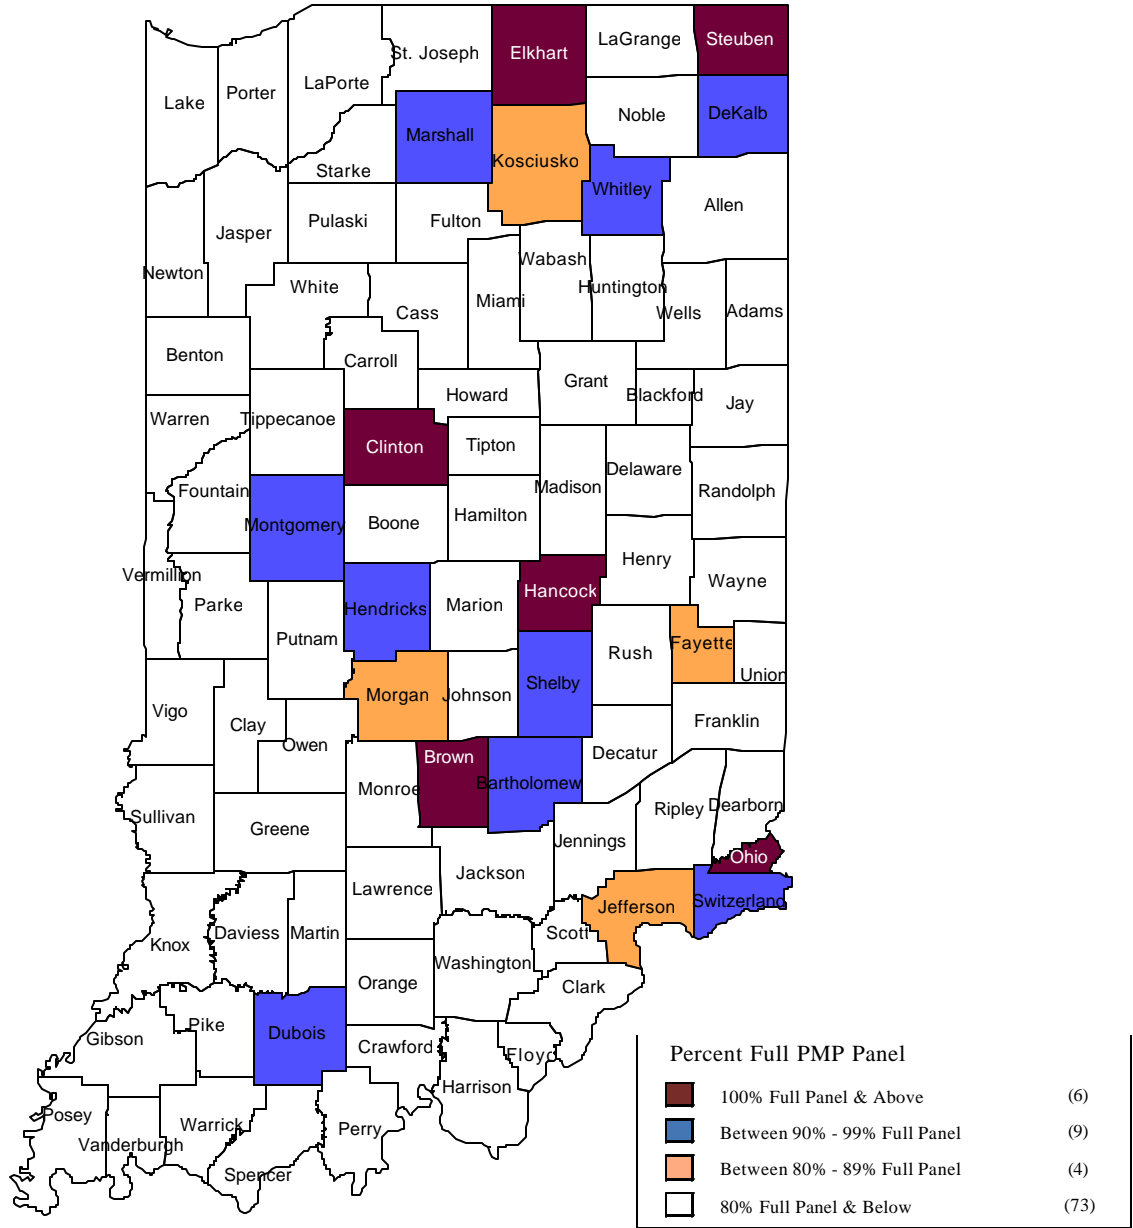 St. Joseph
Elkhart
LaGrange
Steuben
Lake
Porter
LaPorte
Noble
DeKalb
Marshall
Kosciusko
Starke
Whitley
Allen
Jasper
Pulaski
Fulton
Newton
White
Wabash
Huntington
Miami
Cass
Wells
Adams
Benton
Carroll
Grant
Howard
Blackford
Jay
Warren
Tippecanoe
Clinton
Tipton
Delaware
Madison
Randolph
Fountain
Montgomery
Boone
Hamilton
Henry
Vermillion
Parke
Hendricks
Marion
Hancock
Wayne
Putnam
Rush
Fayette
Union
Vigo
Morgan
Johnson
Shelby
Clay
Owen
Franklin
Brown
Decatur
Monroe
Bartholomew
Ripley
Dearborn
Sullivan
Greene
Jennings
Ohio
Jackson
Lawrence
Jefferson
Switzerland
Knox
Daviess
Martin
Scott
Washington
Orange
Clark
Gibson
Pike
Dubois
Crawford
Floyd
Harrison
Posey
Vanderburgh
Warrick
Perry
Spencer
Percent Full PMP Panel
100% Full Panel & Above (6)
Between 90% - 99% Full Panel (9)
Between 80% - 89% Full Panel (4)
80% Full Panel & Below (73)